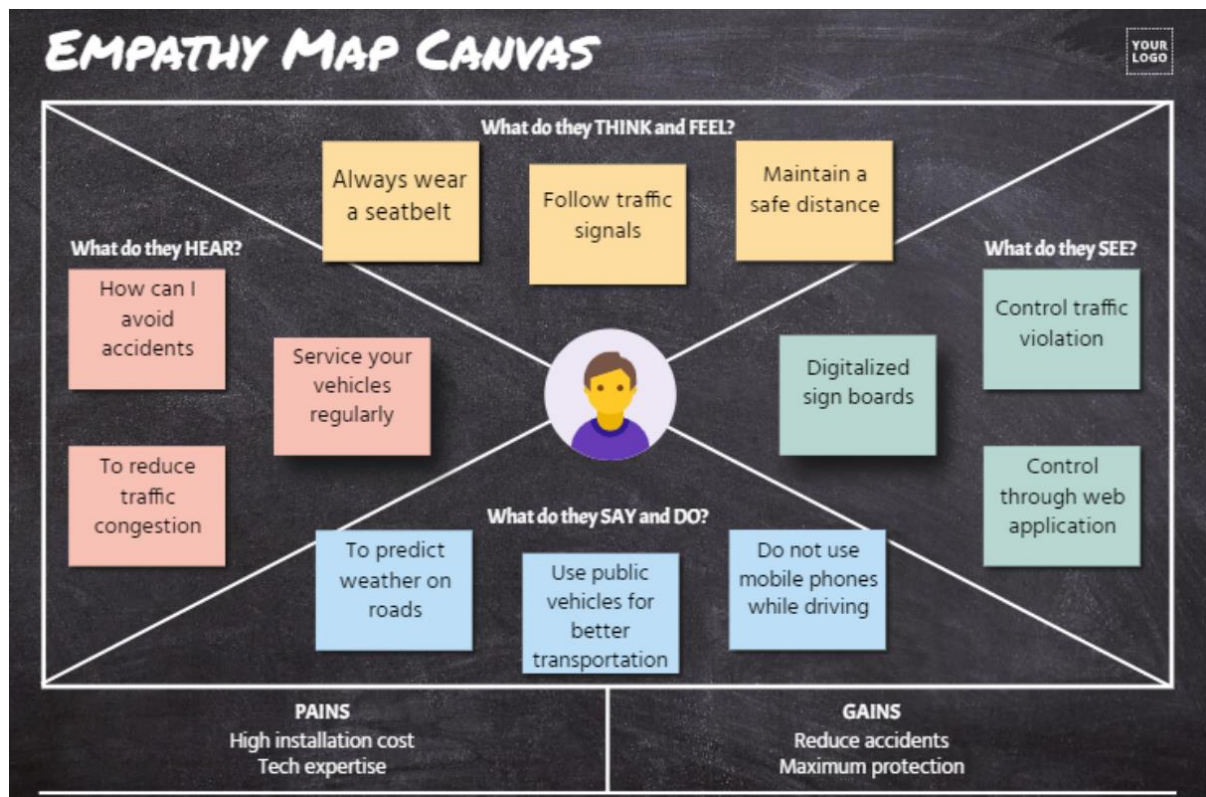 EMPATHY MAP CANVAS
YOUR
LOGO
What do they THINK and FEEL?
Always wear
a seatbelt
Follow traffic
signals
Maintain a
safe distance
What do they HEAR?
How can I
avoid
accidents
Service your
vehicles
regularly
To reduce
traffic
congestion
What do they SEE?
Control traffic
violation
Digitalized
sign boards
Control
through web
application
What do they SAY and DO?
To predict
weather on
roads
Use public
vehicles for
better
transportation
Do not use
mobile phones
while driving
PAINS
High installation cost
Tech expertise
GAINS
Reduce accidents
Maximum protection